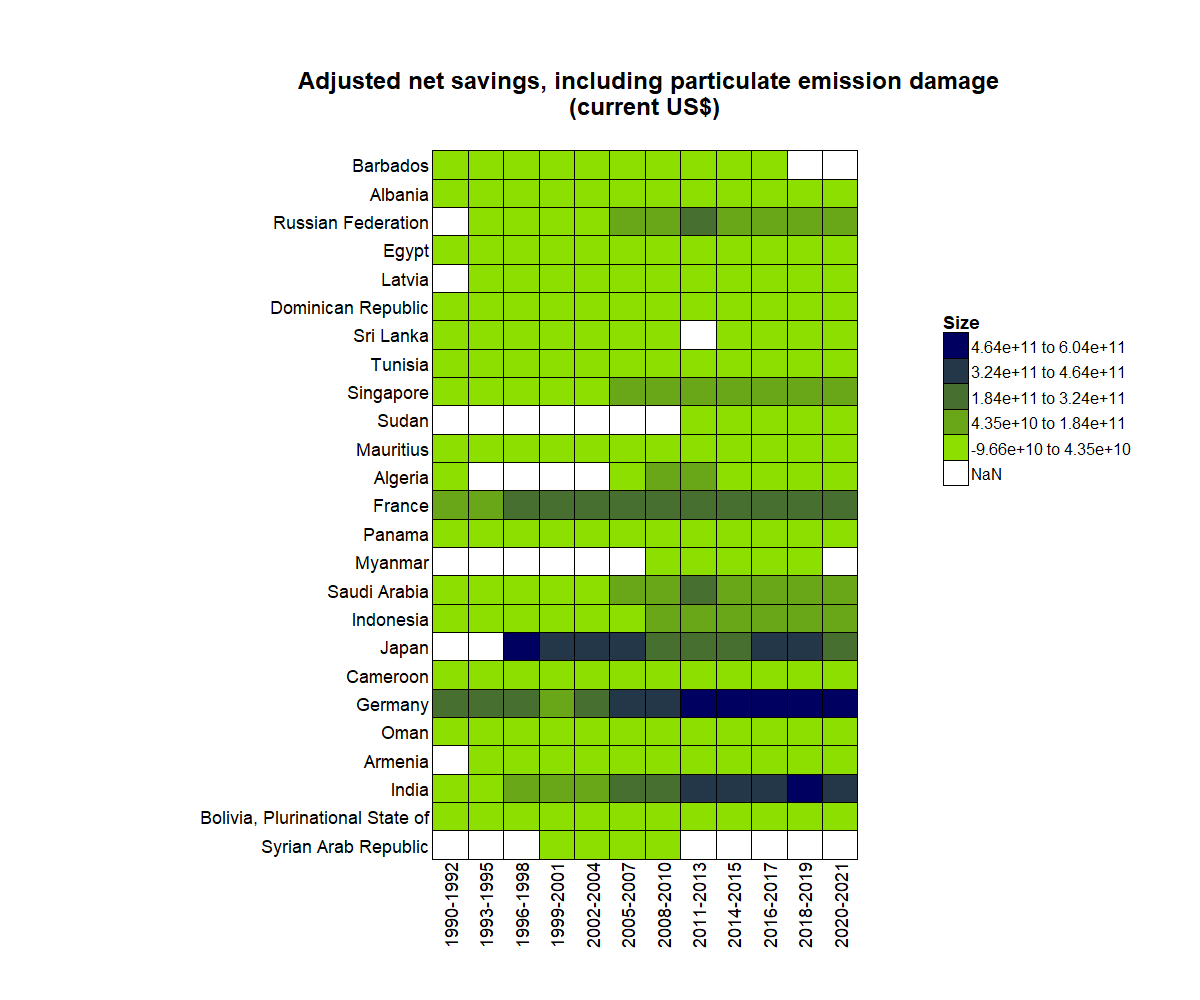 Adjusted net savings, including particulate emission damage
(current US$)
Barbados
Albania
Russian Federation
Egypt
Latvia
Dominican Republic
Sri Lanka
Tunisia
Singapore
Sudan
Mauritius
Algeria
France
Panama
Myanmar
Saudi Arabia
Indonesia
Japan
Cameroon
Germany
Oman
Armenia
India
Bolivia, Plurinational State of
Syrian Arab Republic
1990-1992
1993-1995
1996-1998
1999-2001
2002-2004
2005-2007
2008-2010
2011-2013
2014-2015
2016-2017
2018-2019
2020-2021
Size
4.64e+11 to 6.04e+11
3.24e+11 to 4.64e+11
1.84e+11 to 3.24e+11
4.35e+10 to 1.84e+11
-9.66e+10 to 4.35e+10
NaN